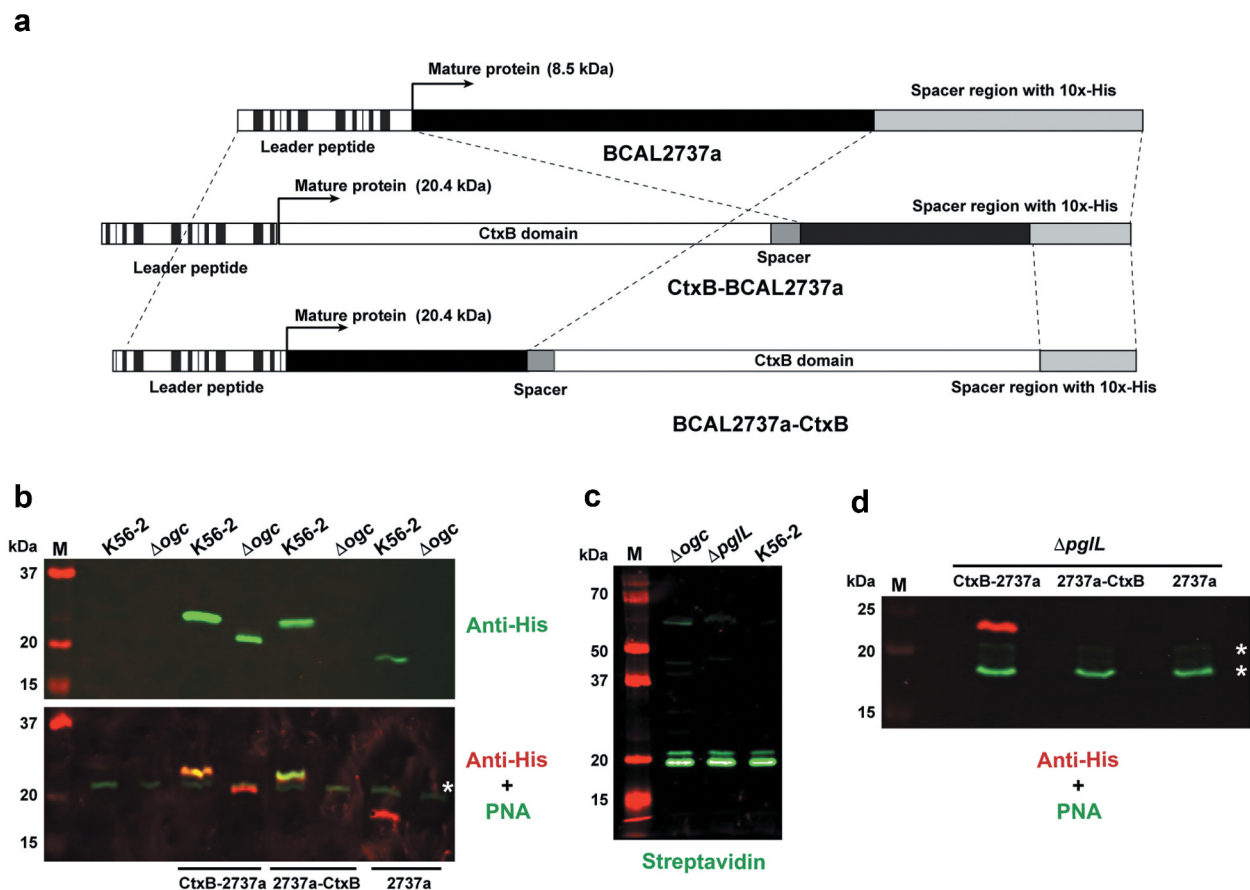 a
Mature protein (8.5 kDa)
Spacer region with 10x-His
Leader peptide
BCAL2737a
Mature protein (20.4 kDa)
Spacer region with 10x-His
CtxB domain
Leader peptide
Spacer
CtxB-BCAL2737a
Mature protein (20.4 kDa)
CtxB domain
Leader peptide
Spacer
Spacer region with 10x-His
BCAL2737a-CtxB
b
kDa M K56-2 Δogc K56-2 Δogc K56-2 Δogc K56-2 Δogc
37
20
15
Anti-His
37
20
15
*
Anti-His
+
PNA
CtxB-2737a 2737a-CtxB 2737a
c
kDa M Δogc ΔpglL K56-2
70
50
37
20
15
Streptavidin
d
ΔpglL
kDa M CtxB-2737a 2737a-CtxB 2737a
25
20
15
*
*
Anti-His
+
PNA